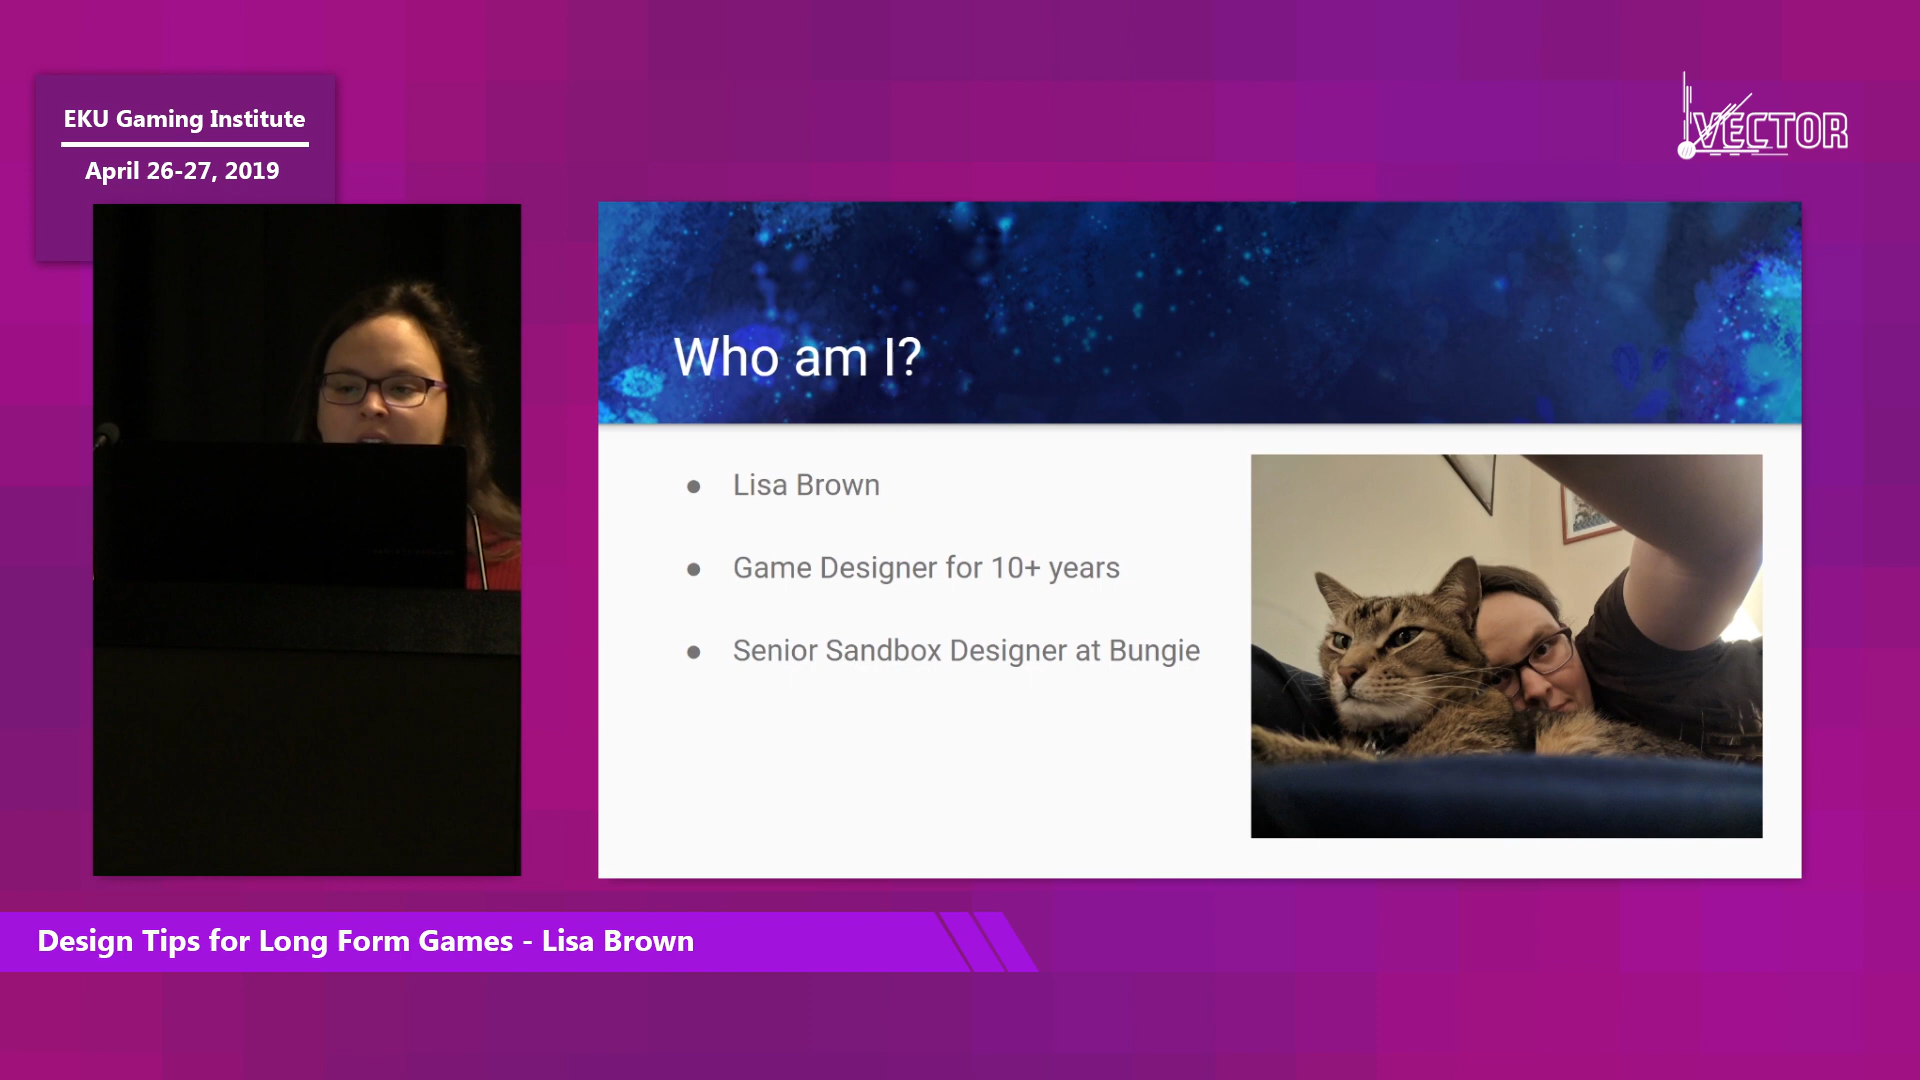 EKU Gaming Institute
April 26-27, 2019
VECTOR
Who am I?
Lisa Brown
Game Designer for 10+ years
Senior Sandbox Designer at Bungie
Design Tips for Long Form Games - Lisa Brown